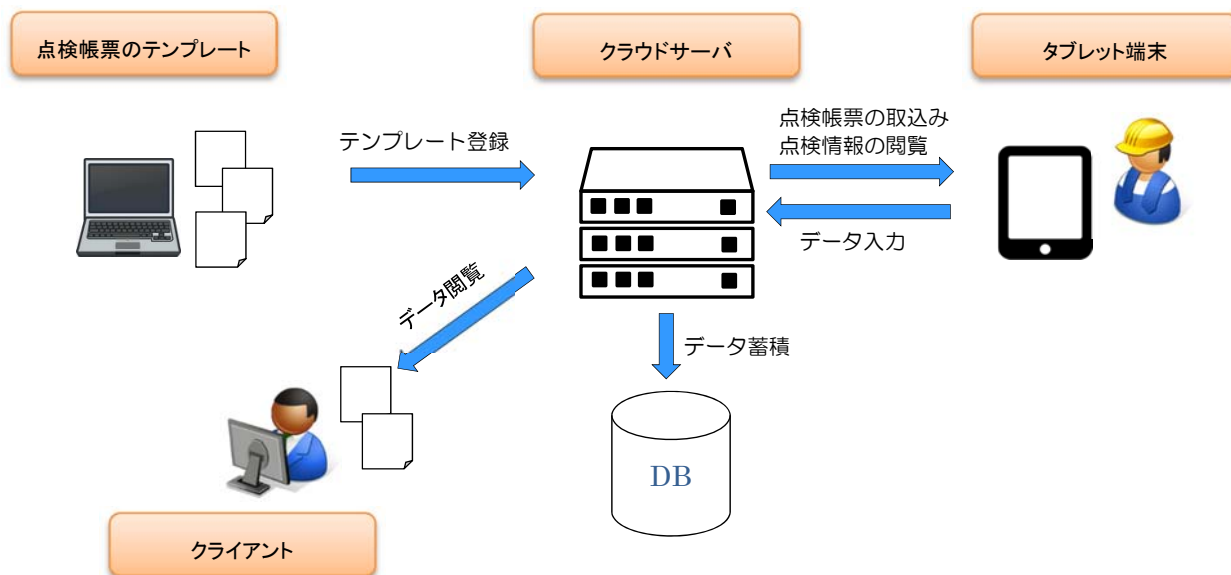 点検帳票のテンプレート
クラウドサーバ
タブレット端末
テンプレート登録
点検帳票の取込み
点検情報の閲覧
データ入力
データ閲覧
データ蓄積
DB
クライアント